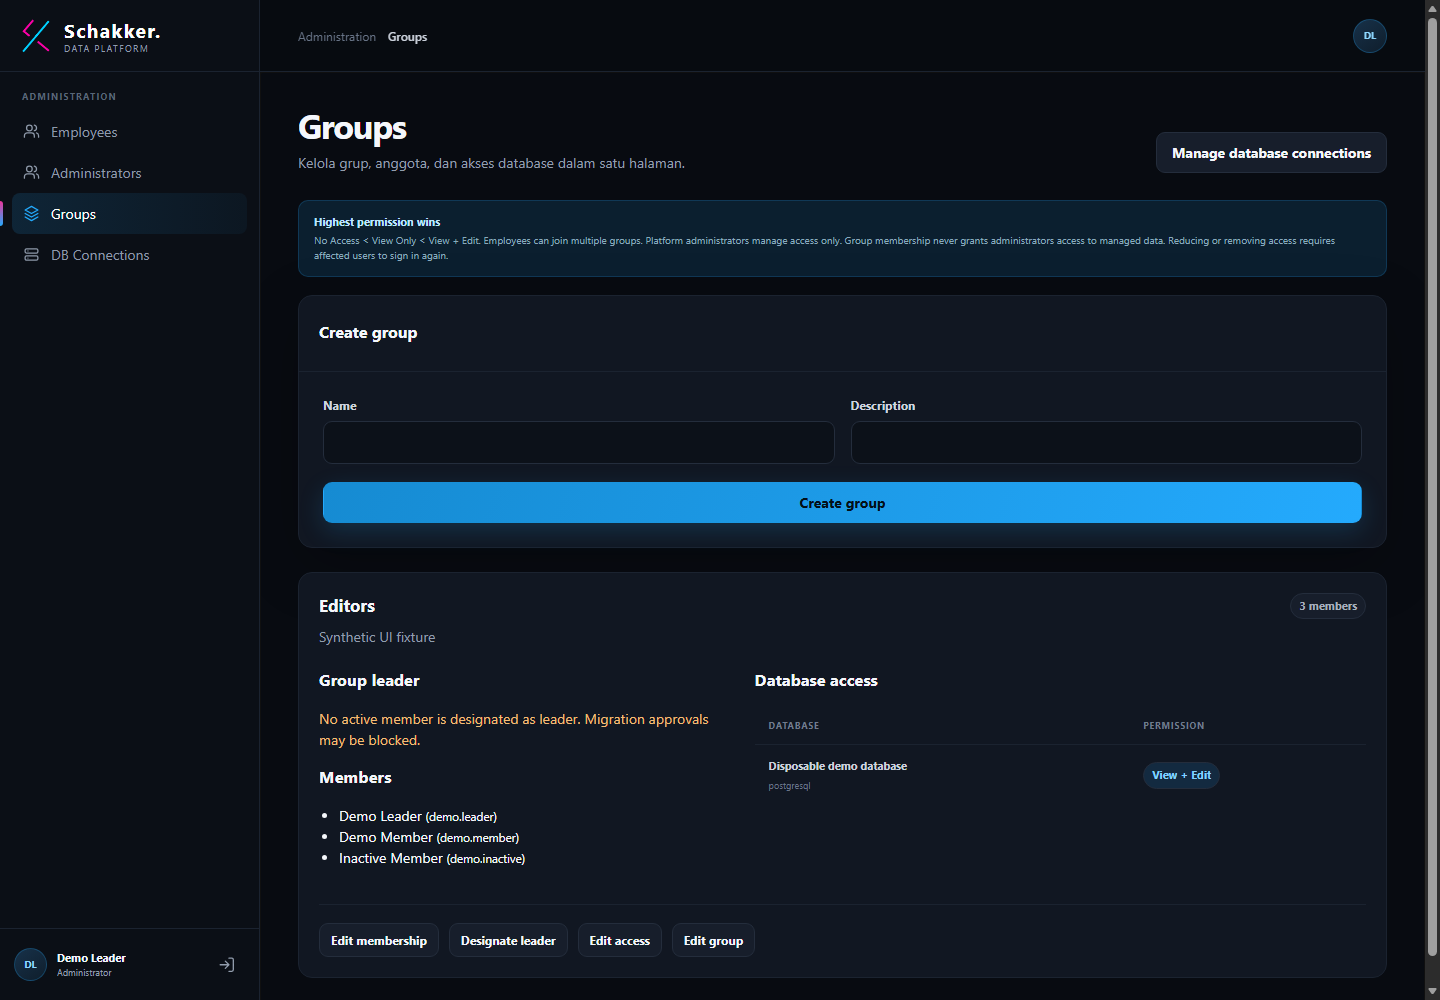 Schakker.
DATA PLATFORM
Administration Groups
DL
ADMINISTRATION
Employees
Administrators
Groups
DB Connections
Groups
Kelola grup, anggota, dan akses database dalam satu halaman.
Manage database connections
Highest permission wins
No Access < View Only < View + Edit. Employees can join multiple groups. Platform administrators manage access only. Group membership never grants administrators access to managed data. Reducing or removing access requires
affected users to sign in again.
Create group
Name
Description
Create group
Editors
3 members
Synthetic UI fixture
Group leader
No active member is designated as leader. Migration approvals
may be blocked.
Members
Demo Leader (demo.leader)
Demo Member (demo.member)
Inactive Member (demo.inactive)
Database access
DATABASE PERMISSION
Disposable demo database
postgresql
View + Edit
Edit membership
Designate leader
Edit access
Edit group
DL
Demo Leader
Administrator